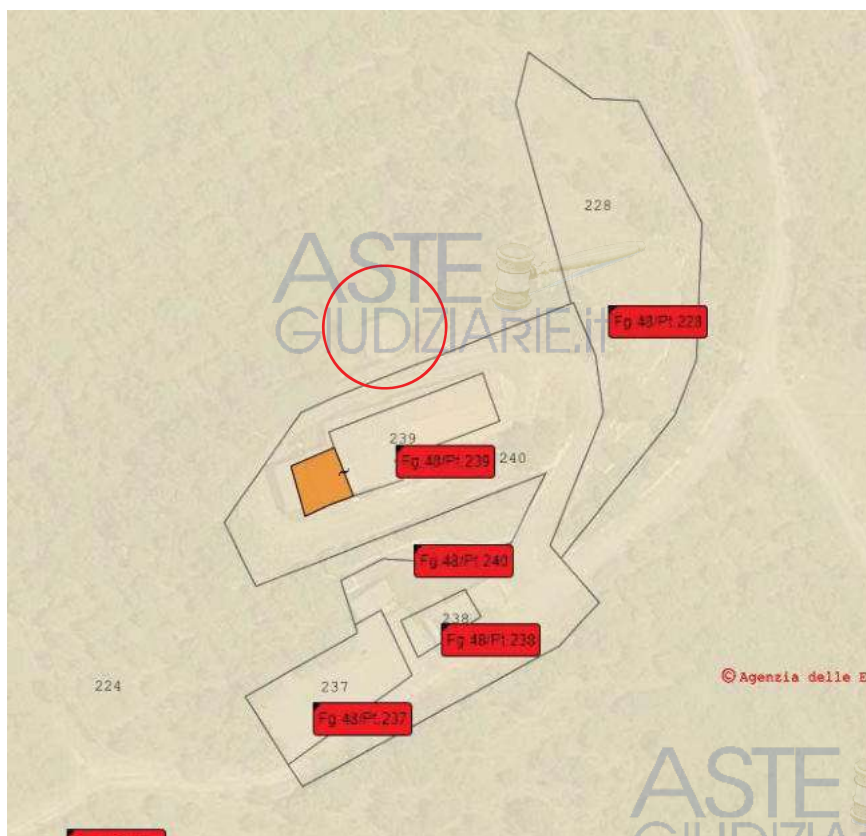 228
ASTE
GIUDIZIARIE.it
Fg.48/Pt.228
239
Fg.48/Pt.239
240
Fg.48/Pt.240
238
Fg.48/Pt.238
224
237
© Agenzia delle E
Fg.48/Pt.237
ASTE
GIUDIZIA